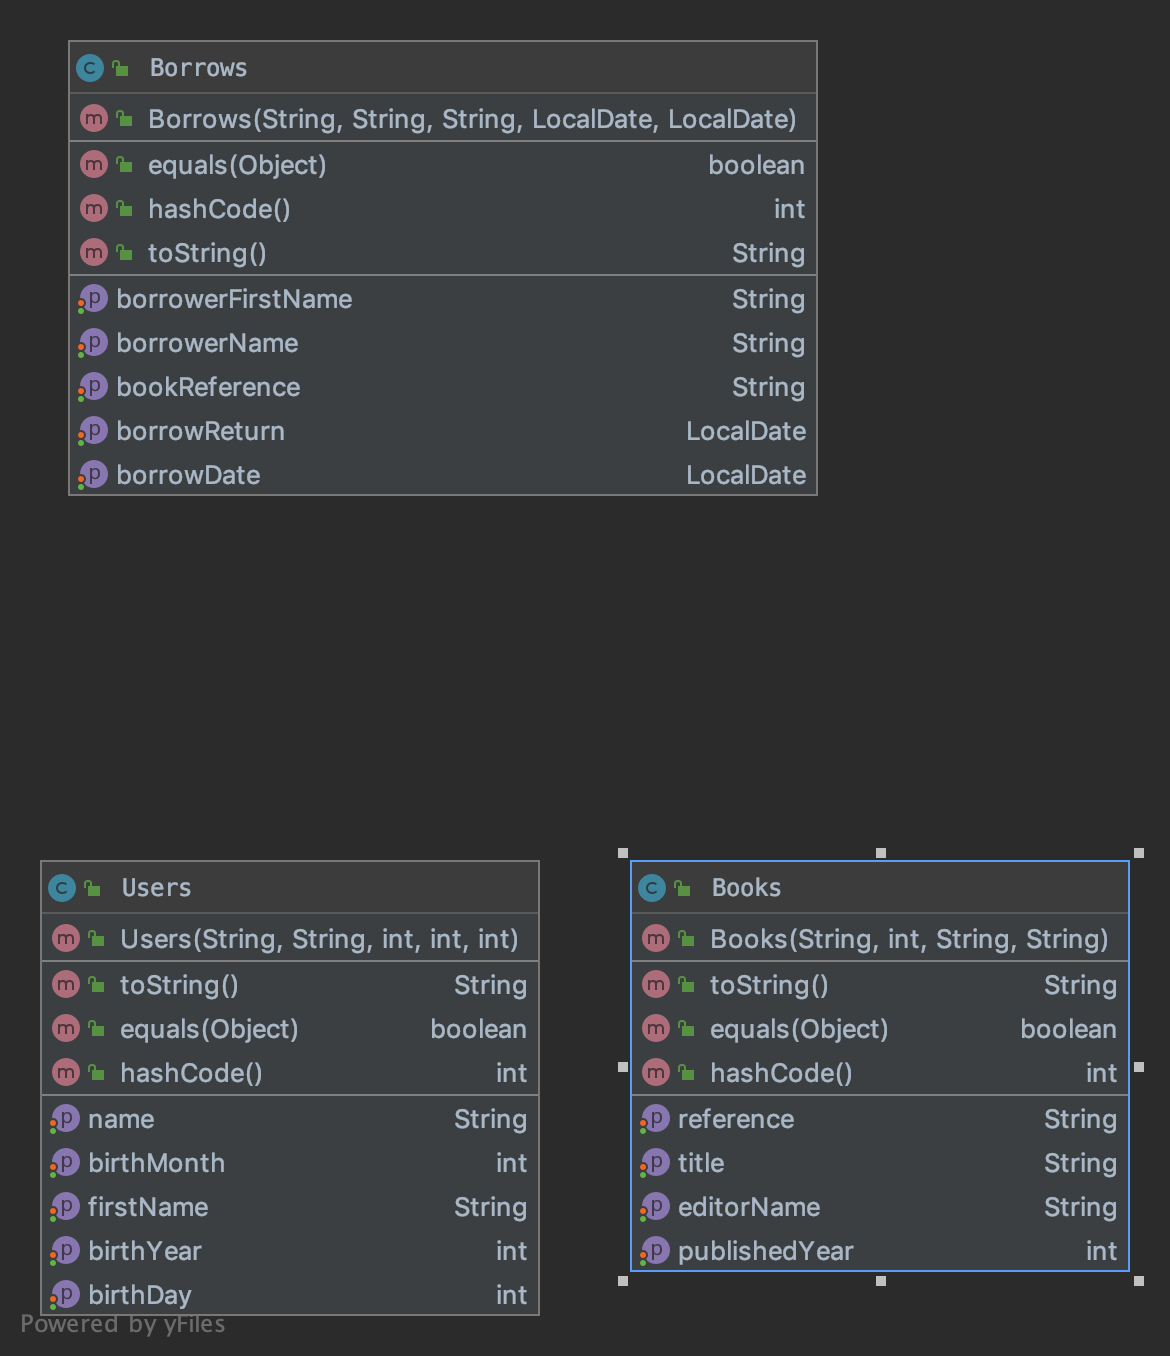 Borrows
Borrows(String, String, String, LocalDate, LocalDate)
equals(Object) boolean
hashCode() int
toString() String
borrowerFirstName String
borrowerName String
bookReference String
borrowReturn LocalDate
borrowDate LocalDate
Users
Users(String, String, int, int, int)
toString() String
equals(Object) boolean
hashCode() int
name String
birthMonth int
firstName String
birthYear int
birthDay int
Books
Books(String, int, String, String)
toString() String
equals(Object) boolean
hashCode() int
reference String
title String
editorName String
publishedYear int
Powered by yFiles